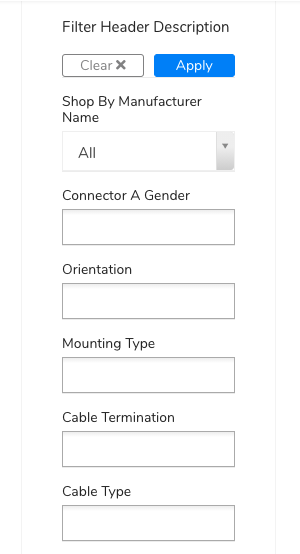 Filter Header Description
Clear ✖
Apply
Shop By Manufacturer
Name
All
Connector A Gender
Orientation
Mounting Type
Cable Termination
Cable Type